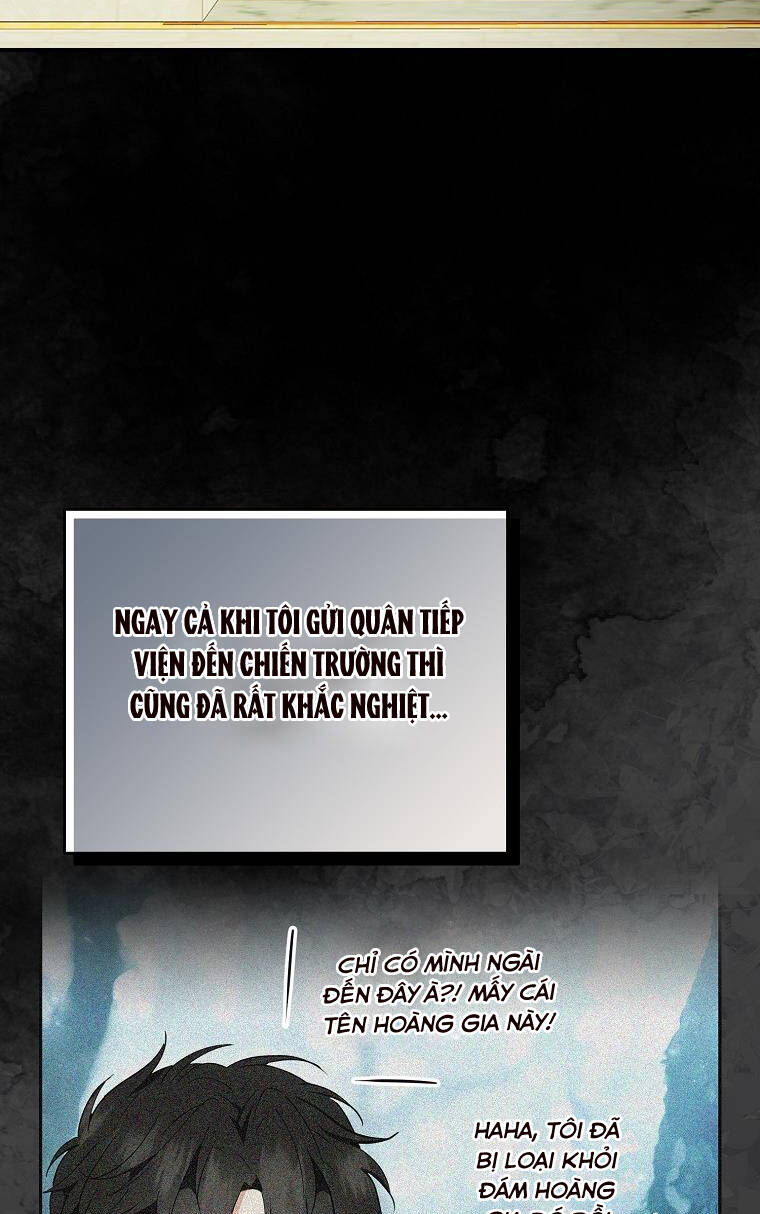 NGAY CẢ KHI TÔI GỬI QUÂN TIẾP
VIỆN ĐẾN CHIẾN TRƯỜNG THÌ
CŨNG ĐÃ RẤT KHẮC NGHIỆT...
CHỈ CÓ MÌNH NGÀI
ĐẾN ĐÂY À?! MẤY CÁI
TÊN HOÀNG GIA NÀY!
HAHA, TÔI ĐÃ
BỊ LOẠI KHỎI
ĐÁM HOÀNG